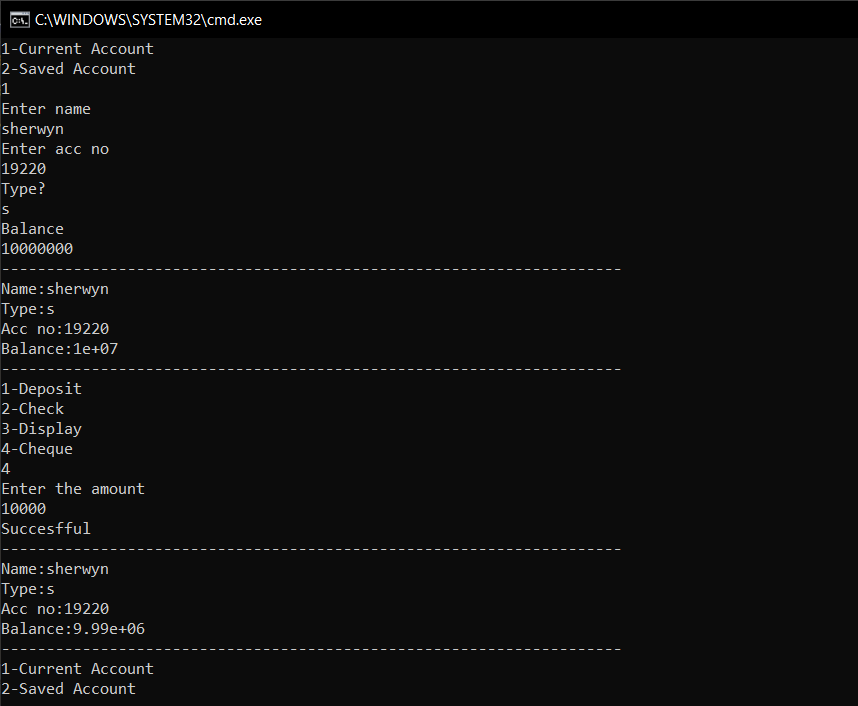 C:\WINDOWS\SYSTEM32\cmd.exe
1-Current Account
2-Saved Account
1
Enter name
sherwyn
Enter acc no
19220
Type?
s
Balance
10000000
---------------------------------------------------------------------
Name:sherwyn
Type:s
Acc no:19220
Balance:1e+07
---------------------------------------------------------------------
1-Deposit
2-Check
3-Display
4-Cheque
4
Enter the amount
10000
Succesfful
---------------------------------------------------------------------
Name:sherwyn
Type:s
Acc no:19220
Balance:9.99e+06
---------------------------------------------------------------------
1-Current Account
2-Saved Account